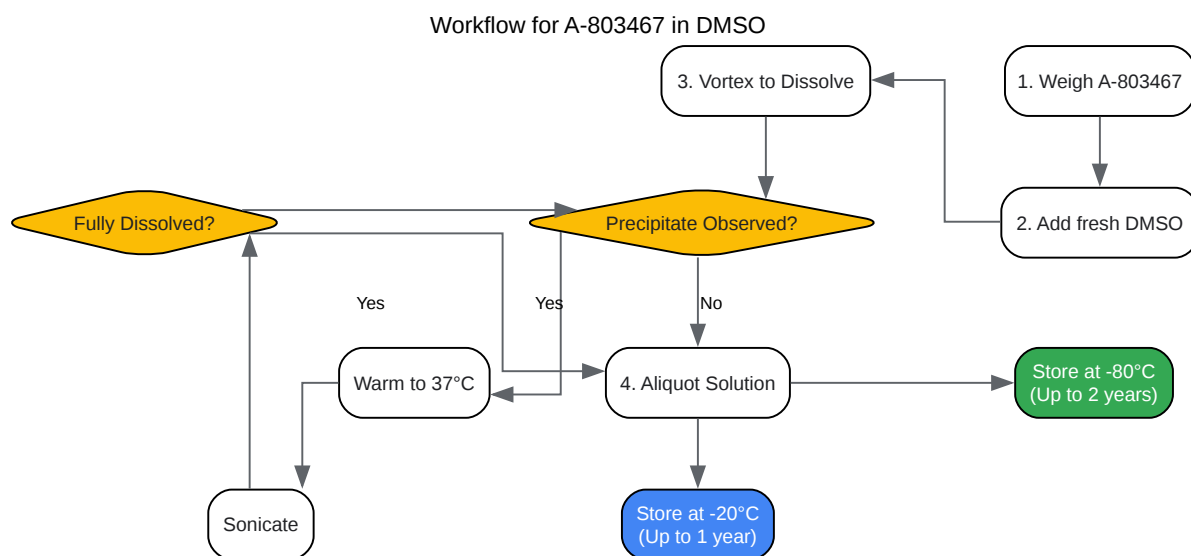 Workflow for A-803467 in DMSO
3. Vortex to Dissolve
1. Weigh A-803467
Fully Dissolved?
Precipitate Observed?
2. Add fresh DMSO
Yes
Yes
No
Warm to 37°C
4. Aliquot Solution
Store at -80°C
(Up to 2 years)
Sonicate
Store at -20°C
(Up to 1 year)